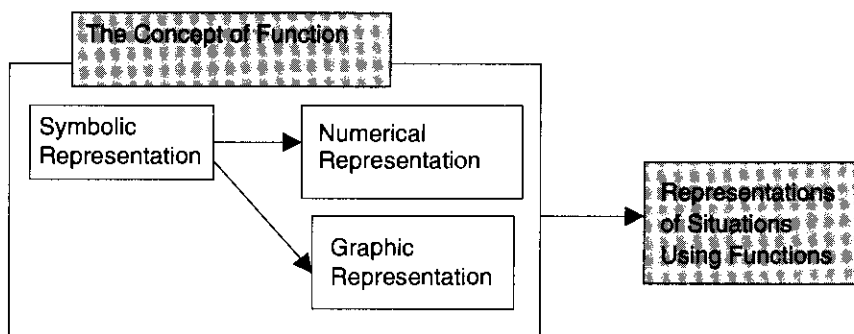 The Concept of Function
Symbolic
Representation
Numerical
Representation
Graphic
Representation
Representations
of Situations
Using Functions